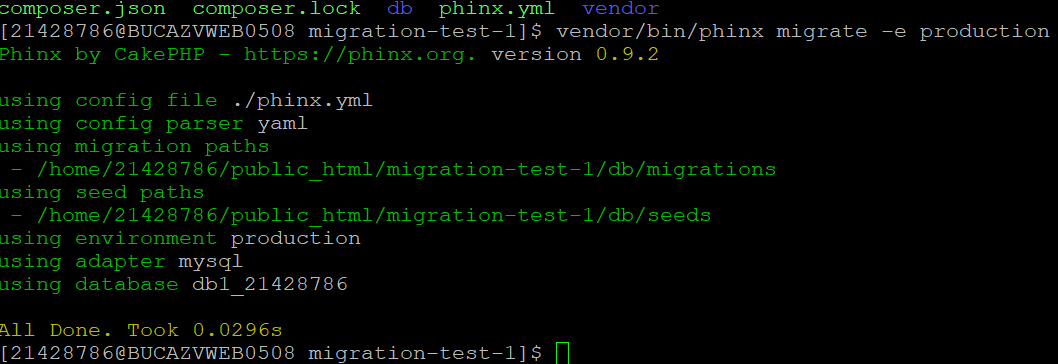 composer.json composer.lock db phinx.yml vendor
[21428786@BUCAZVWEB0508 migration-test-1]$ vendor/bin/phinx migrate -e production
Phinx by CakePHP - https://phinx.org. version 0.9.2
using config file ./phinx.yml
using config parser yaml
using migration paths
- /home/21428786/public_html/migration-test-1/db/migrations
using seed paths
- /home/21428786/public_html/migration-test-1/db/seeds
using environment production
using adapter mysql
using database db1_21428786
All Done. Took 0.0296s
[21428786@BUCAZVWEB0508 migration-test-1]$